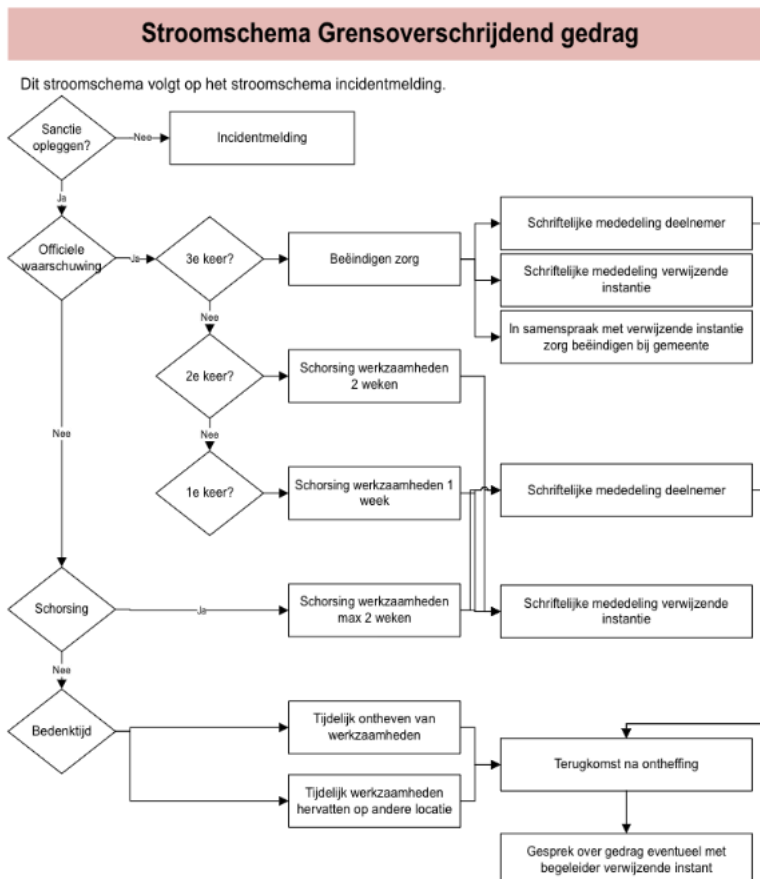 Stroomschema Grensoverschrijdend gedrag
Dit stroomschema volgt op het stroomschema incidentmelding.
Sanctie
opleggen?
Nee
Incidentmelding
Ja
Officiele
waarschuwing
Ja
3e keer?
Beëindigen zorg
Schriftelijke mededeling deelnemer
Schriftelijke mededeling verwijzende
instantie
In samenspraak met verwijzende instantie
zorg beëindigen bij gemeente
Nee
2e keer?
Schorsing werkzaamheden
2 weken
Nee
Nee
1e keer?
Schorsing werkzaamheden 1
week
Schriftelijke mededeling deelnemer
Schorsing
Ja
Schorsing werkzaamheden
max 2 weken
Schriftelijke mededeling verwijzende
instantie
Nee
Bedenktijd
Tijdelijk ontheven van
werkzaamheden
Tijdelijk werkzaamheden
hervatten op andere locatie
Terugkomst na ontheffing
Gesprek over gedrag eventueel met
begeleider verwijzende instant